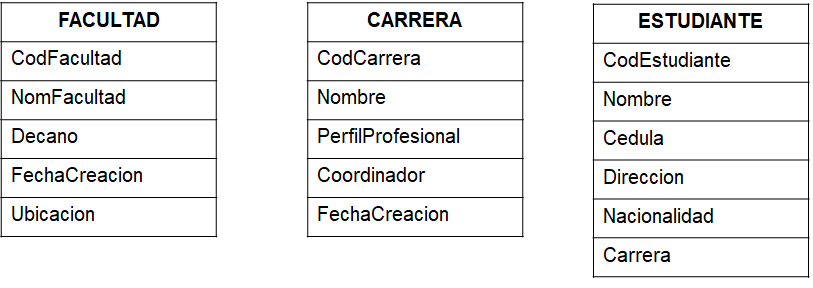 FACULTAD
CodFacultad
NomFacultad
Decano
FechaCreacion
Ubicacion
CARRERA
CodCarrera
Nombre
PerfilProfesional
Coordinador
FechaCreacion
ESTUDIANTE
CodEstudiante
Nombre
Cedula
Direccion
Nacionalidad
Carrera